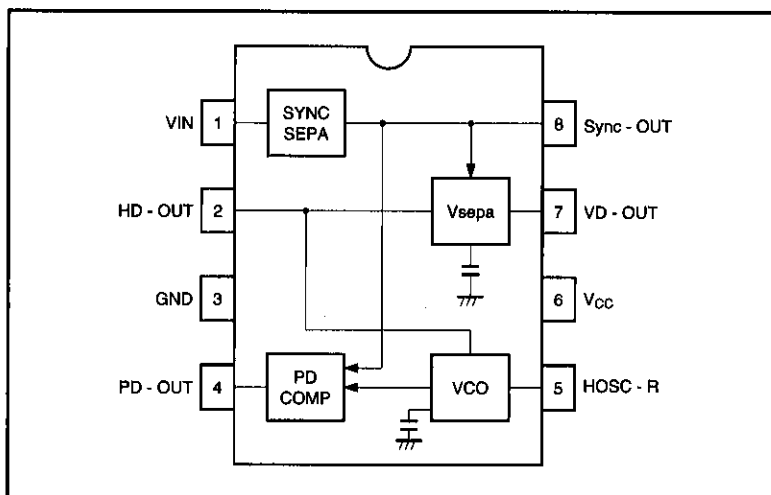 VIN 1
SYNC
SEPA
8 Sync - OUT
HD - OUT 2
Vsepa
7 VD - OUT
GND 3
6 VCC
PD - OUT 4
PD
COMP
VCO
5 HOSC - R